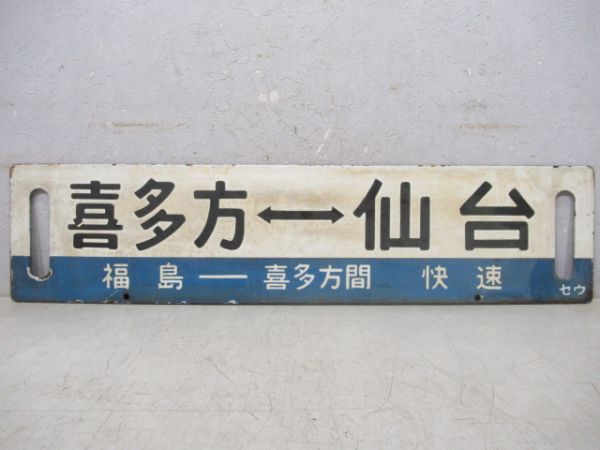 喜多方↔仙台
福島―喜多方間 快速
セウ